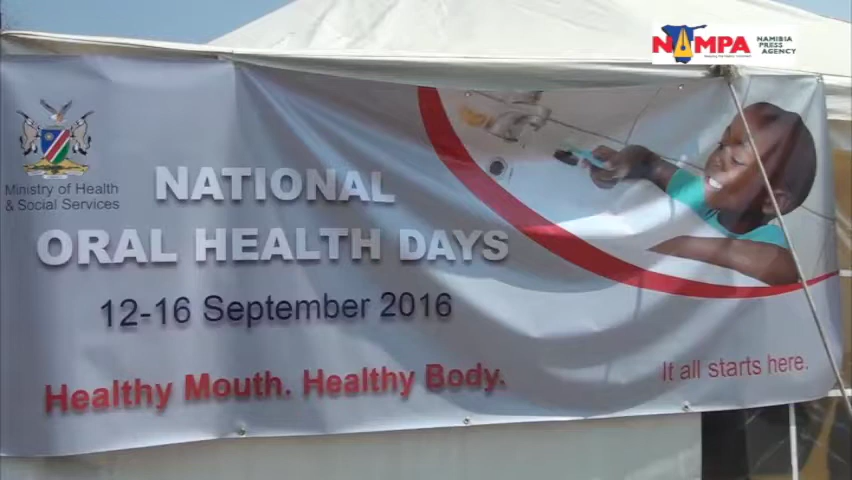 NAMPA
NAMIBIA
PRESS
AGENCY
Ministry of Health
& Social Services
NATIONAL
ORAL HEALTH DAYS
12-16 September 2016
Healthy Mouth. Healthy Body.
It all starts here.